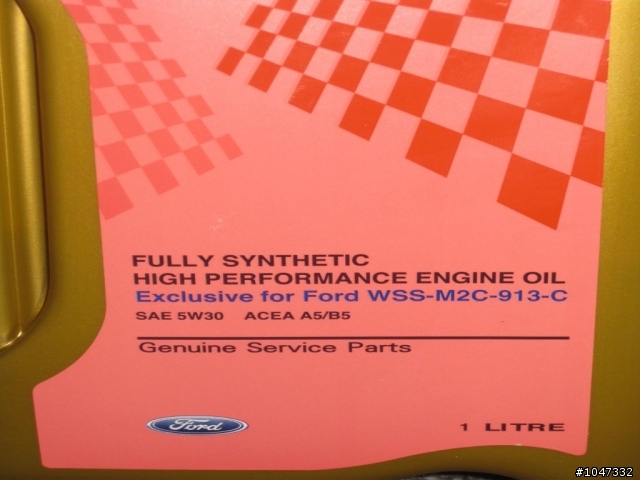 FULLY SYNTHETIC
HIGH PERFORMANCE ENGINE OIL
Exclusive for Ford WSS-M2C-913-C
SAE 5W30 ACEA A5/B5
Genuine Service Parts
Ford
1 LITRE
#1047332